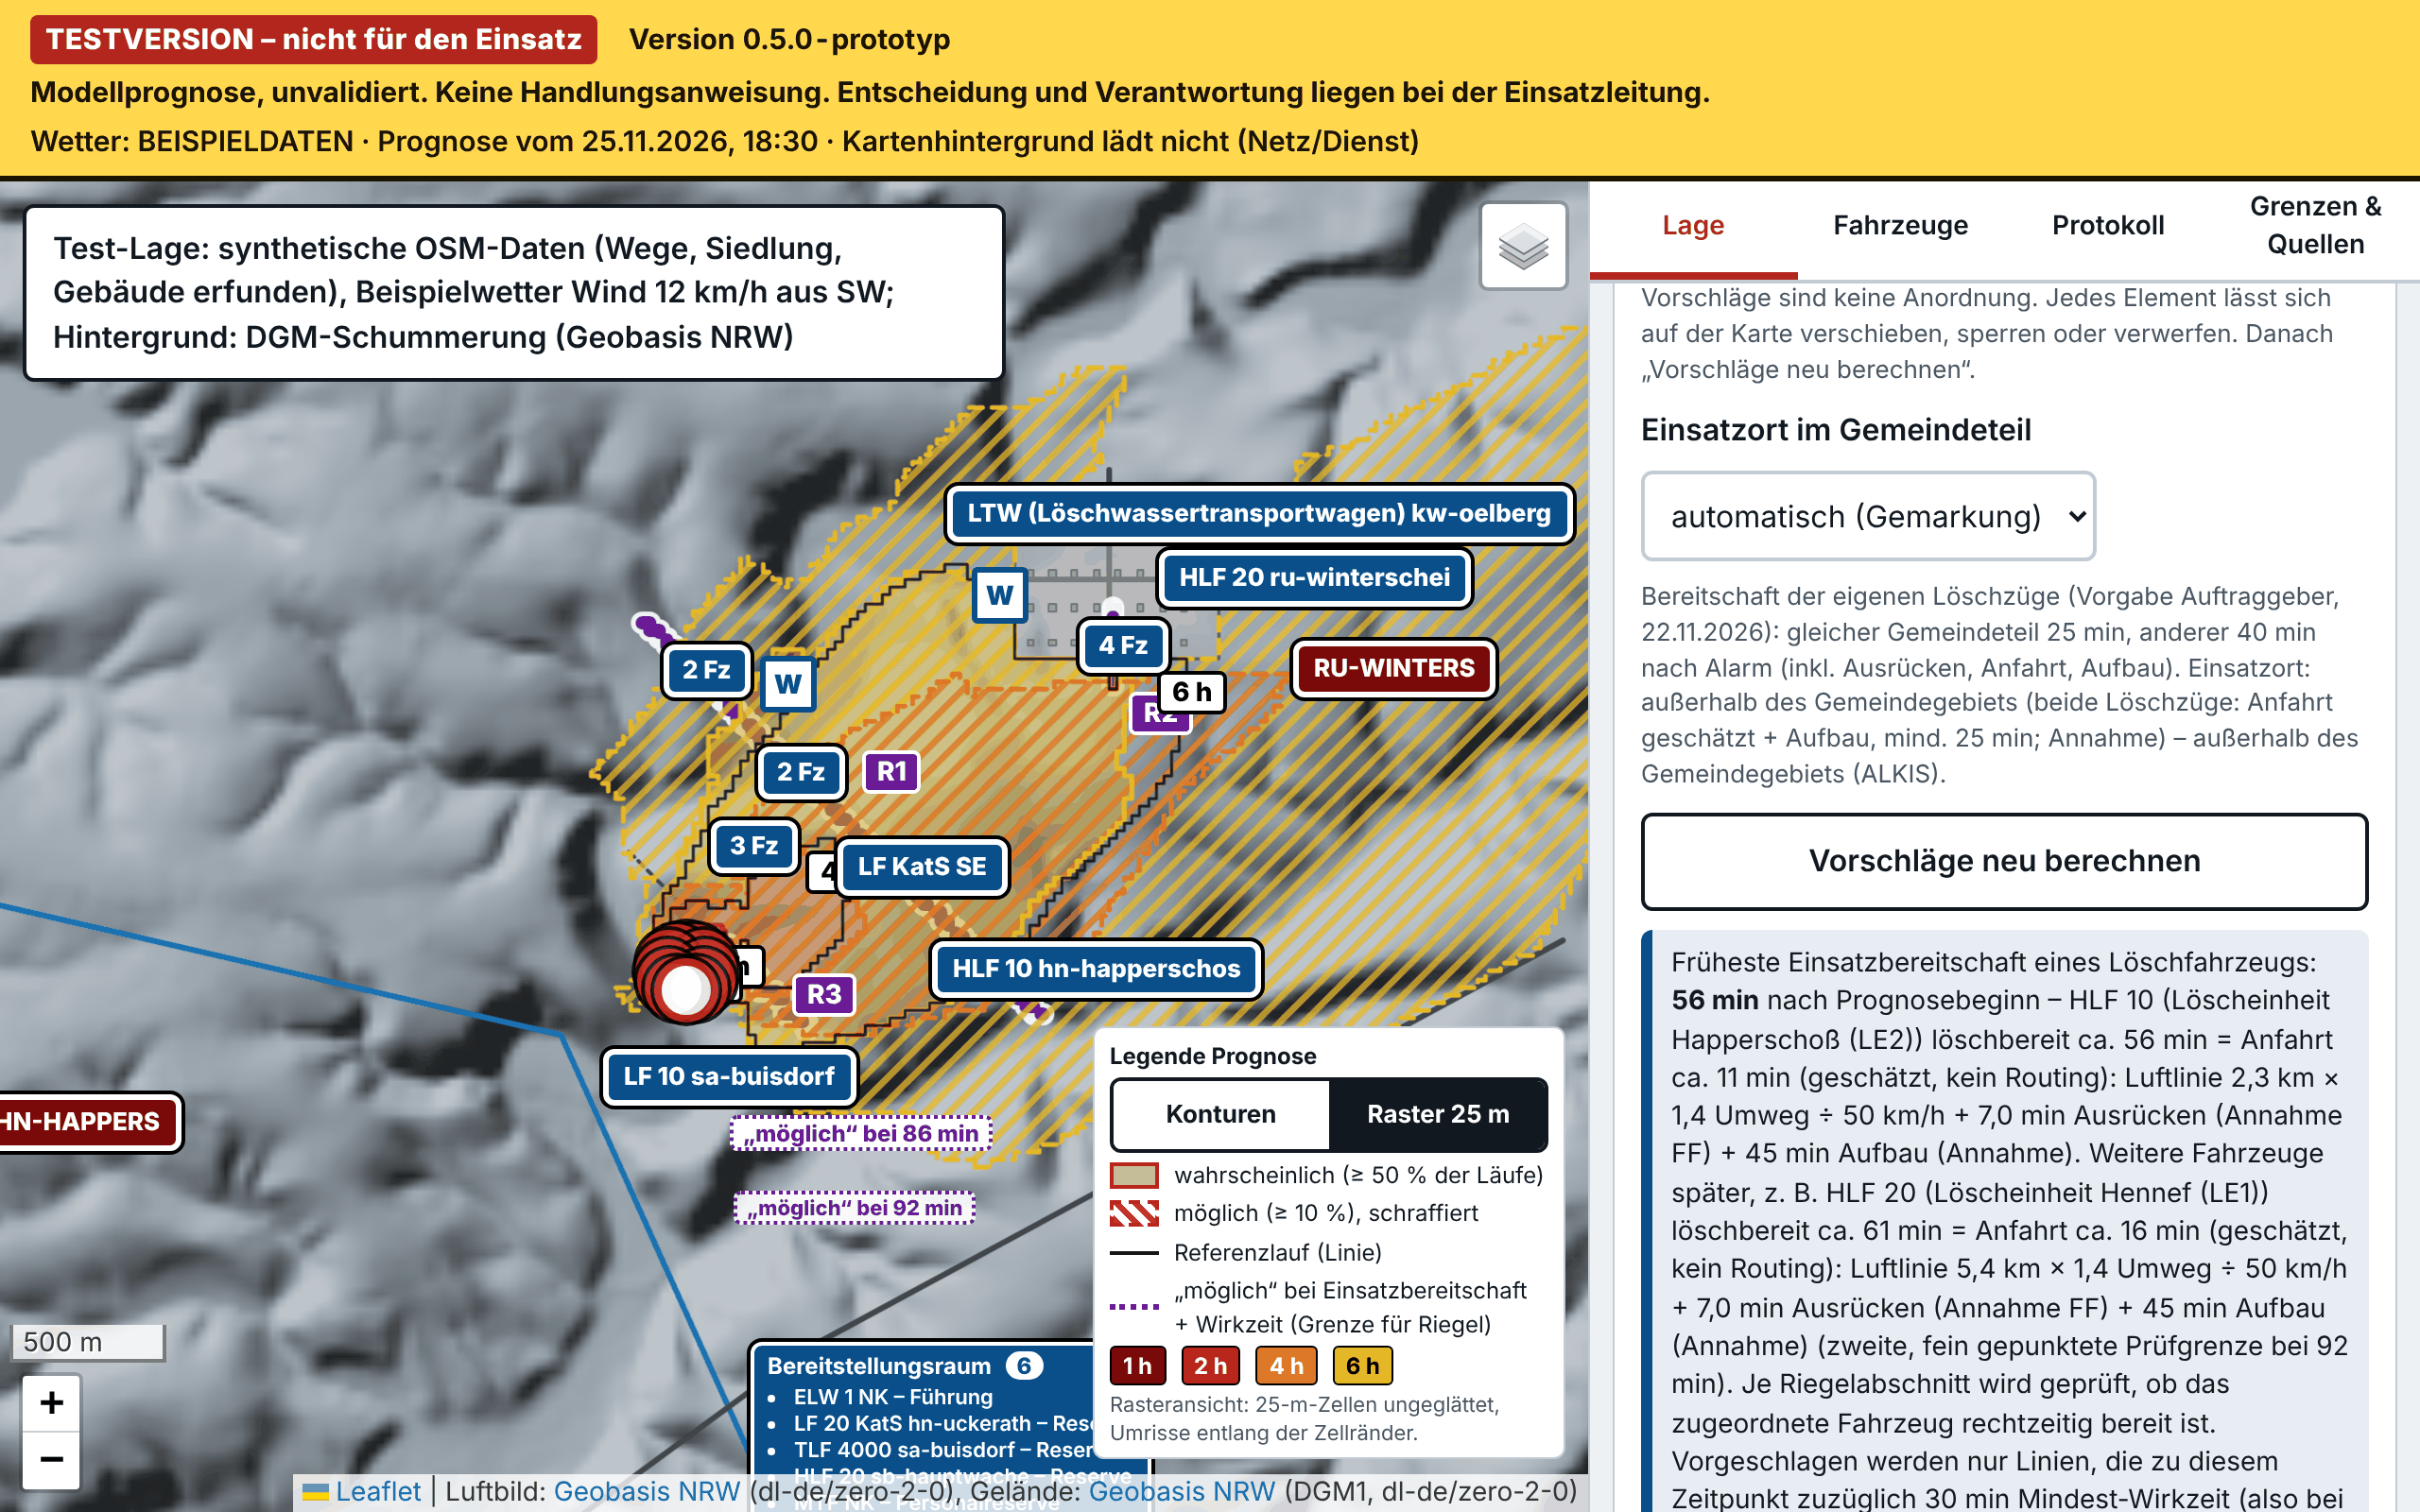 TESTVERSION – nicht für den Einsatz Version 0.5.0-prototyp
Modellprognose, unvalidiert. Keine Handlungsanweisung. Entscheidung und Verantwortung liegen bei der Einsatzleitung.
Wetter: BEISPIELDATEN · Prognose vom 25.11.2026, 18:30 · Kartenhintergrund lädt nicht (Netz/Dienst)
Test-Lage: synthetische OSM-Daten (Wege, Siedlung,
Gebäude erfunden), Beispielwetter Wind 12 km/h aus SW;
Hintergrund: DGM-Schummerung (Geobasis NRW)
LTW (Löschwassertransportwagen) kw-oelberg
HLF 20 ru-winterschei
W
4 Fz
2 Fz
W
RU-WINTERS
6 h
R2
2 Fz
R1
3 Fz
4
LF KatS SE
HLF 10 hn-happerschos
R3
LF 10 sa-buisdorf
HN-HAPPERS
„möglich“ bei 86 min
„möglich“ bei 92 min
Legende Prognose
Konturen
Raster 25 m
wahrscheinlich (≥ 50 % der Läufe)
möglich (≥ 10 %), schraffiert
Referenzlauf (Linie)
„möglich“ bei Einsatzbereitschaft
+ Wirkzeit (Grenze für Riegel)
1 h 2 h 4 h 6 h
Rasteransicht: 25-m-Zellen ungeglättet,
Umrisse entlang der Zellränder.
500 m
+
−
Bereitstellungsraum 6
• ELW 1 NK – Führung
• LF 20 KatS hn-uckerath – Rese
• TLF 4000 sa-buisdorf – Reser
• HLF 20 sb-hauptwache – Reserve
• MTF NK – Personalreserve
Leaflet | Luftbild: Geobasis NRW (dl-de/zero-2-0), Gelände: Geobasis NRW (DGM1, dl-de/zero-2-0)
Lage
Fahrzeuge
Protokoll
Grenzen &
Quellen
Vorschläge sind keine Anordnung. Jedes Element lässt sich
auf der Karte verschieben, sperren oder verwerfen. Danach
„Vorschläge neu berechnen“.
Einsatzort im Gemeindeteil
automatisch (Gemarkung)
Bereitschaft der eigenen Löschzüge (Vorgabe Auftraggeber,
22.11.2026): gleicher Gemeindeteil 25 min, anderer 40 min
nach Alarm (inkl. Ausrücken, Anfahrt, Aufbau). Einsatzort:
außerhalb des Gemeindegebiets (beide Löschzüge: Anfahrt
geschätzt + Aufbau, mind. 25 min; Annahme) – außerhalb des
Gemeindegebiets (ALKIS).
Vorschläge neu berechnen
Früheste Einsatzbereitschaft eines Löschfahrzeugs:
56 min nach Prognosebeginn – HLF 10 (Löscheinheit
Happerschoß (LE2)) löschbereit ca. 56 min = Anfahrt
ca. 11 min (geschätzt, kein Routing): Luftlinie 2,3 km ×
1,4 Umweg ÷ 50 km/h + 7,0 min Ausrücken (Annahme
FF) + 45 min Aufbau (Annahme). Weitere Fahrzeuge
später, z. B. HLF 20 (Löscheinheit Hennef (LE1))
löschbereit ca. 61 min = Anfahrt ca. 16 min (geschätzt,
kein Routing): Luftlinie 5,4 km × 1,4 Umweg ÷ 50 km/h
+ 7,0 min Ausrücken (Annahme FF) + 45 min Aufbau
(Annahme) (zweite, fein gepunktete Prüfgrenze bei 92
min). Je Riegelabschnitt wird geprüft, ob das
zugeordnete Fahrzeug rechtzeitig bereit ist.
Vorgeschlagen werden nur Linien, die zu diesem
Zeitpunkt zuzüglich 30 min Mindest-Wirkzeit (also bei